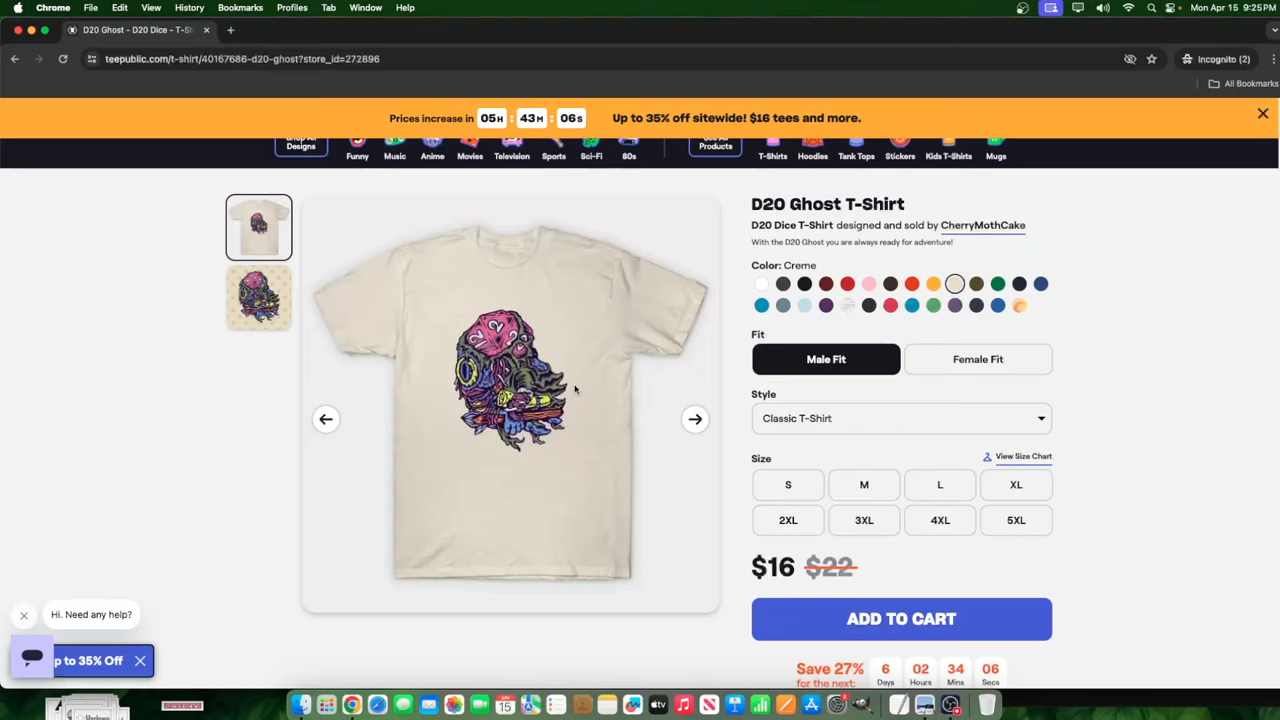 Chrome File Edit View History Bookmarks Profiles Tab Window Help Mon Apr 15 9:25 PM
D20 Ghost - D20 Dice - T-Sh
teepublic.com/t-shirt/40167686-d20-ghost?store_id=272896 Incognito (2)
All Bookmarks
Prices increase in 05H : 43M : 06S Up to 35% off sitewide! $16 tees and more.
Shop All Designs Funny Music Anime Movies Television Sports Sci-Fi 80s See All Products T-Shirts Hoodies Tank Tops Stickers Kids T-Shirts Mugs
D20 Ghost T-Shirt
D20 Dice T-Shirt designed and sold by CherryMothCake
With the D20 Ghost you are always ready for adventure!
Color: Creme
Fit
Male Fit Female Fit
Style
Classic T-Shirt
Size View Size Chart
S M L XL
2XL 3XL 4XL 5XL
$16 $22
ADD TO CART
Hi. Need any help?
p to 35% Off
Save 27% for the next: 6 Days 02 Hours 34 Mins 06 Secs